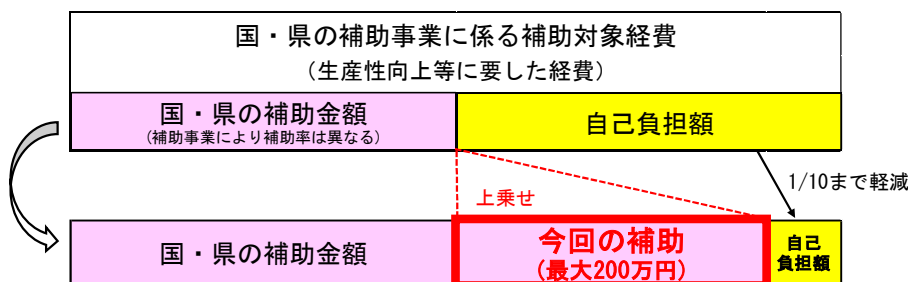 国・県の補助事業に係る補助対象経費
（生産性向上等に要した経費）
国・県の補助金額
（補助事業により補助率は異なる）
自己負担額
1/10まで軽減
上乗せ
国・県の補助金額
今回の補助
（最大200万円）
自己
負担額